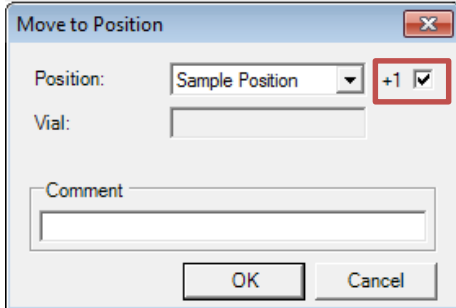 Move to Position
Position: Sample Position +1
Vial:
Comment
OK Cancel